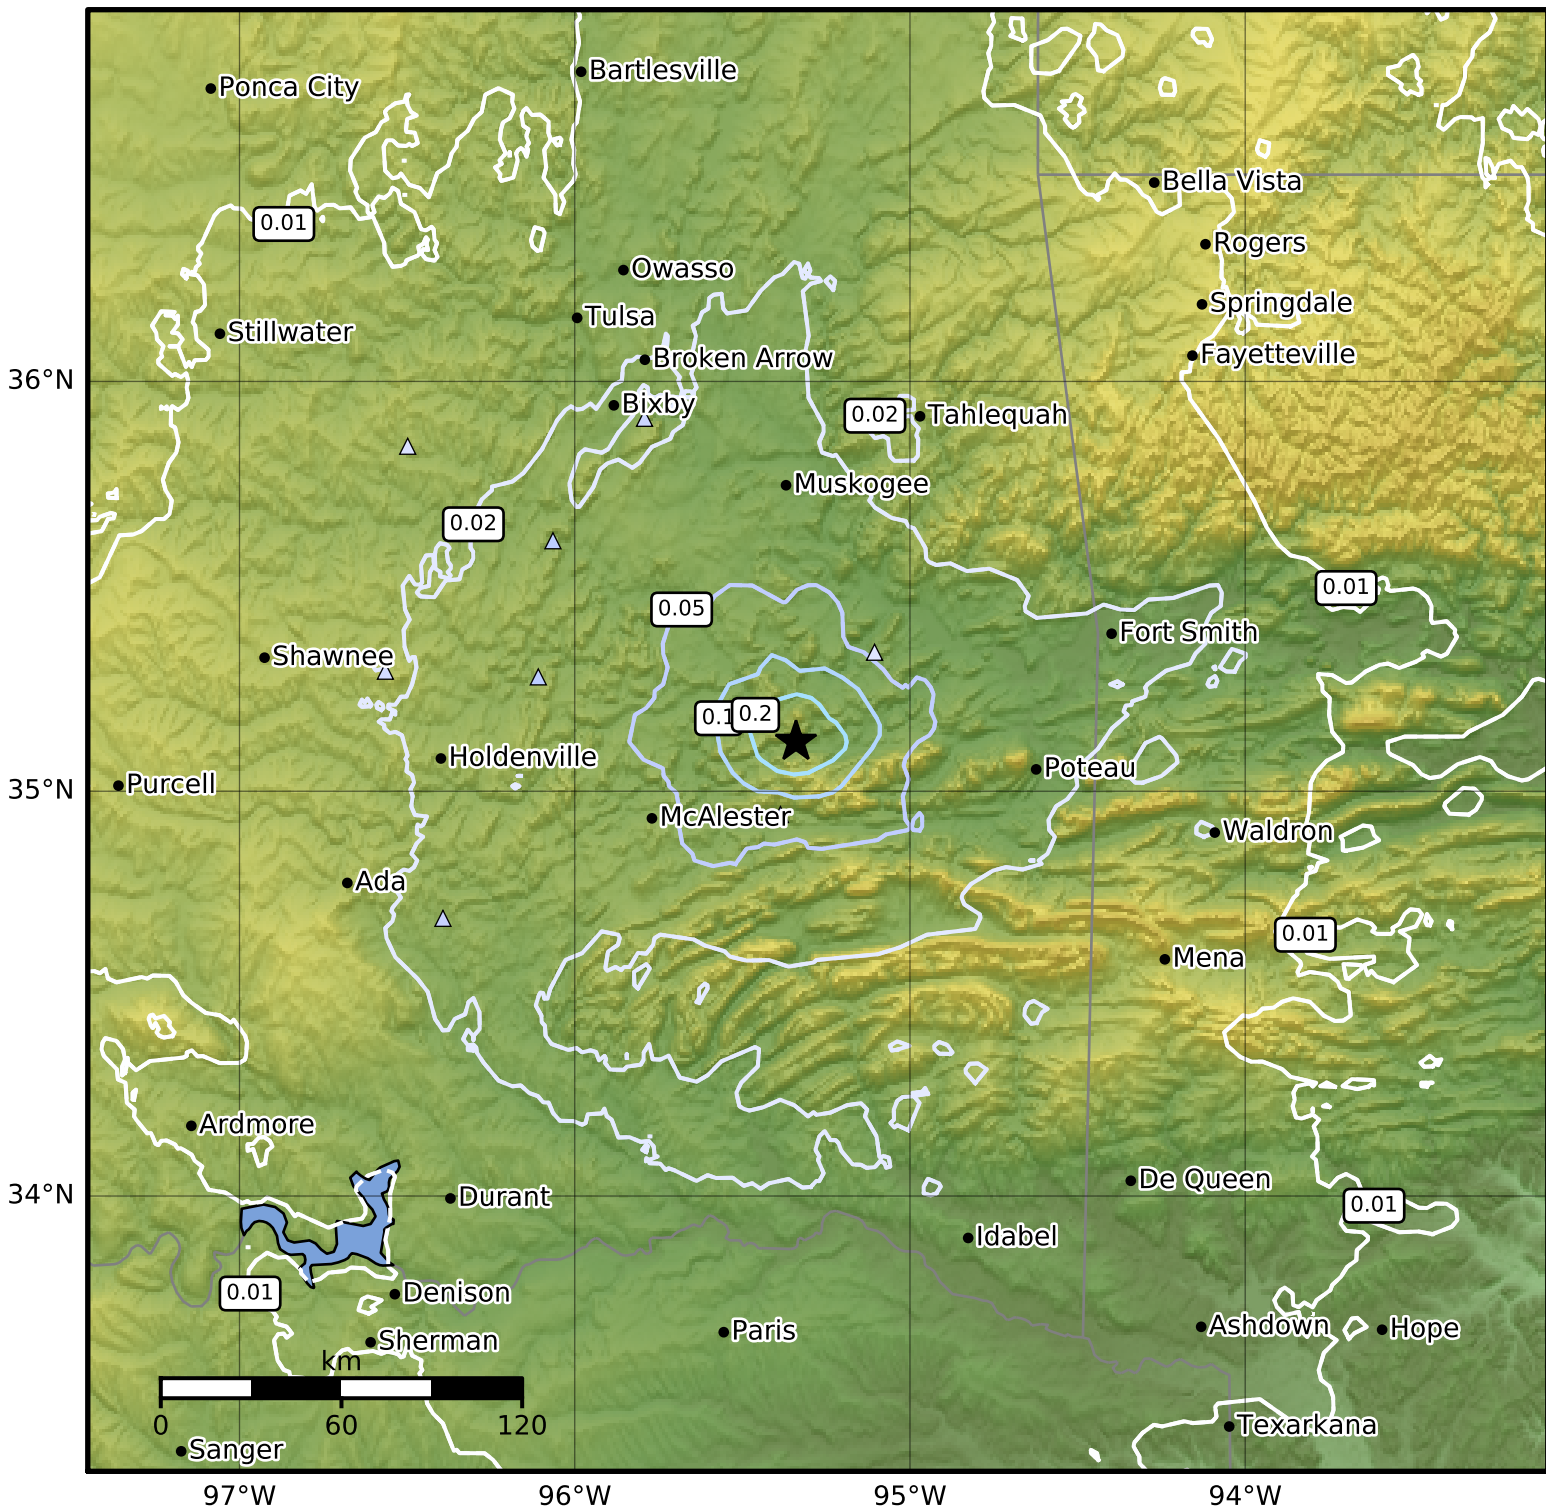 Bartlesville
Ponca City
Bella Vista
0.01
Rogers
Owasso
Springdale
Tulsa
Stillwater
Fayetteville
Broken Arrow
36°N
Bixby
0.02
Tahlequah
Muskogee
0.02
0.01
0.05
Fort Smith
Shawnee
0.1
0.2
Holdenville
Poteau
Purcell
35°N
McAlester
Waldron
Ada
0.01
Mena
Ardmore
De Queen
34°N
Durant
0.01
Idabel
0.01
Denison
Ashdown
Hope
Paris
Sherman
km
0 60 120
Texarkana
Sanger
97°W 96°W 95°W 94°W